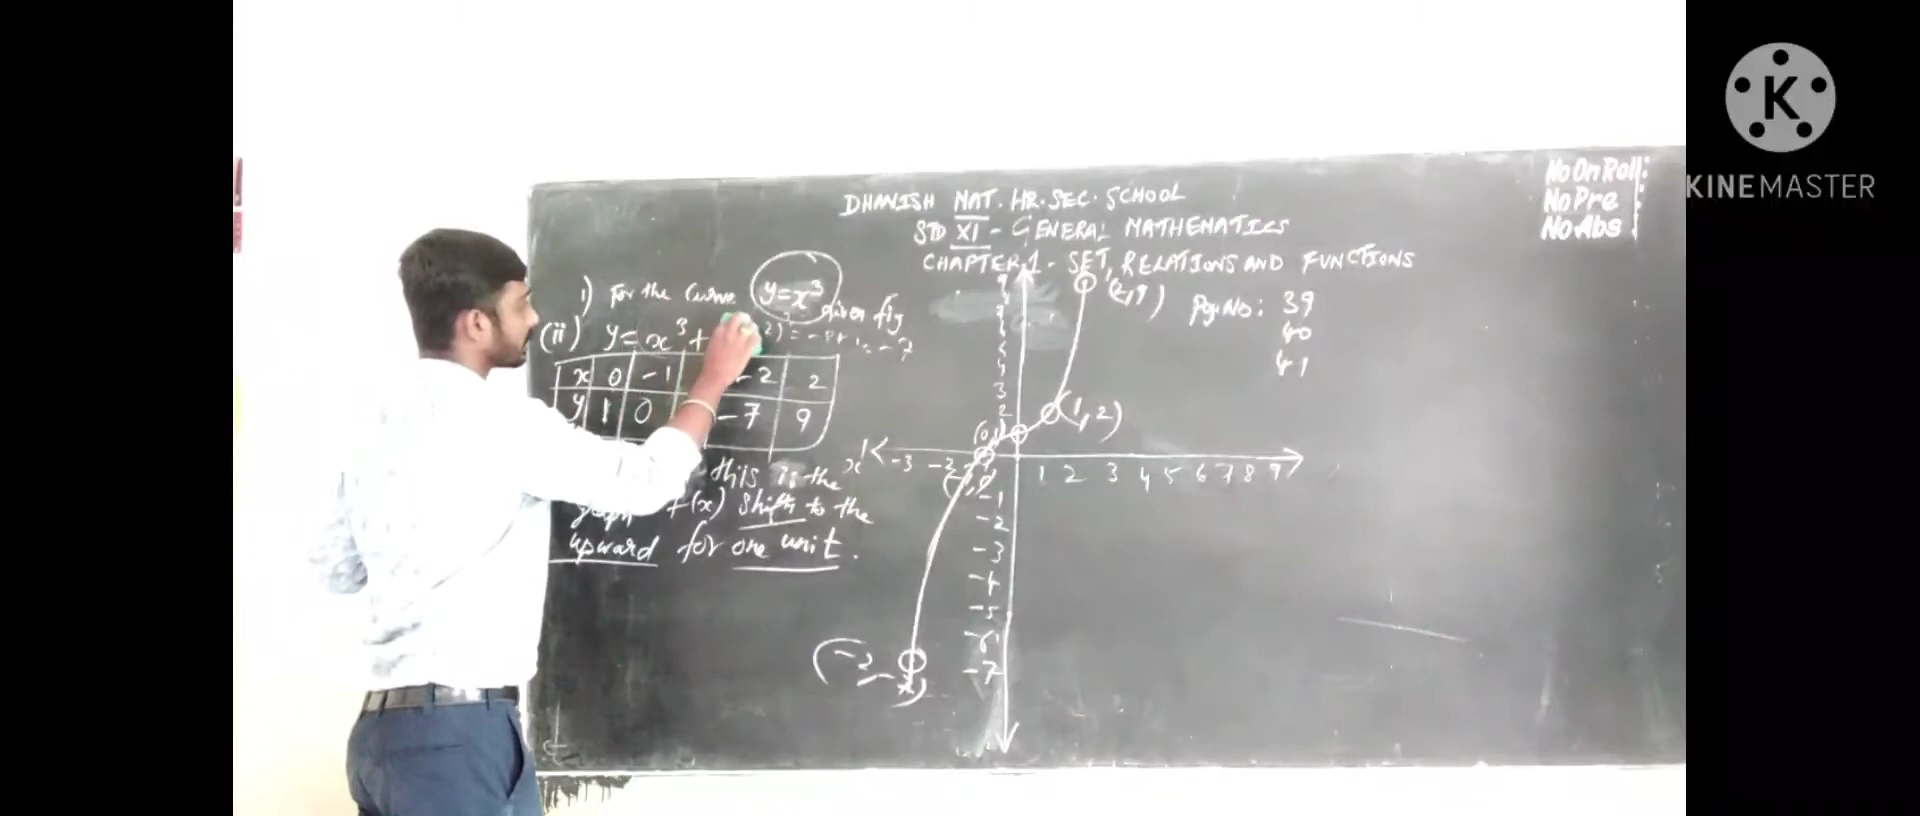 DHANISH MAT. HR. SEC. SCHOOL
STD XI - GENERAL MATHEMATICS
CHAPTER 1 - SET, RELATIONS AND FUNCTIONS
No On Roll:
No Pre :
No Abs :
KINEMASTER
i) For the Curve y=x³ given fig
(ii) y=x³+
x 0 -1 -2 2
y 1 0 -7 9
this is the
graph f(x) shift to the
upward for one unit.
Pg.No: 39
40
41
(2,9)
(1,2)
-3 -2 1 2 3 4 5 6 7 8 9
3
2
-1
-2
-3
-4
-5
-6
-7